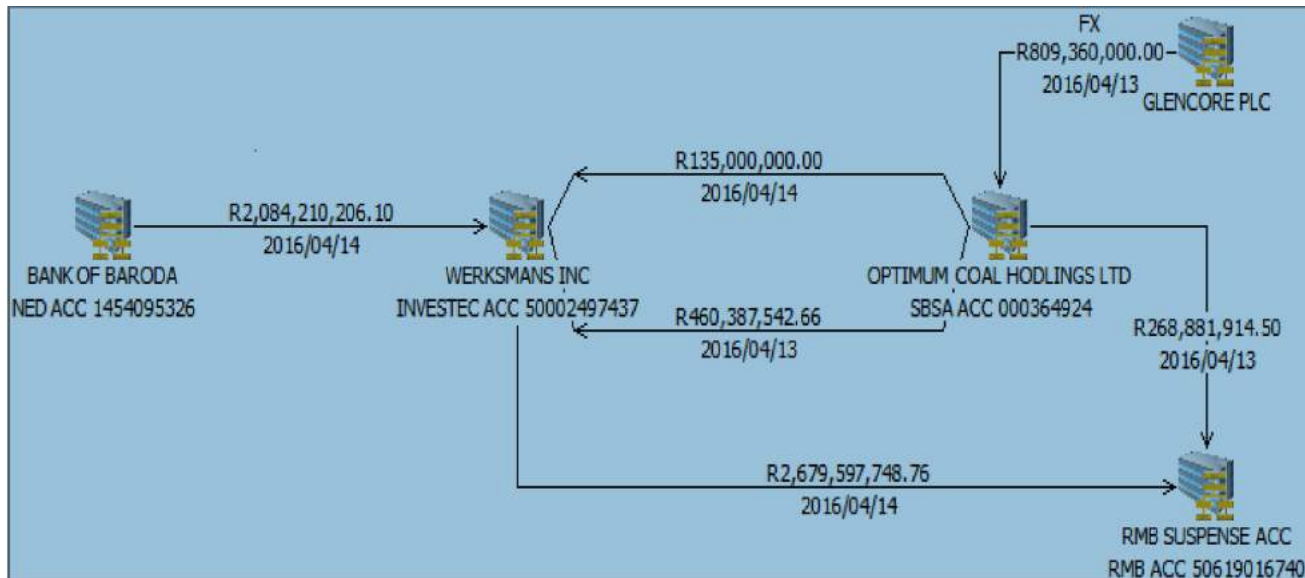 FX
R809,360,000.00
2016/04/13
GLENCORE PLC
R135,000,000.00
2016/04/14
R2,084,210,206.10
2016/04/14
BANK OF BARODA
NED ACC 1454095326
WERKSMANS INC
INVESTEC ACC 50002497437
OPTIMUM COAL HODLINGS LTD
SBSA ACC 000364924
R460,387,542.66
2016/04/13
R268,881,914.50
2016/04/13
R2,679,597,748.76
2016/04/14
RMB SUSPENSE ACC
RMB ACC 50619016740